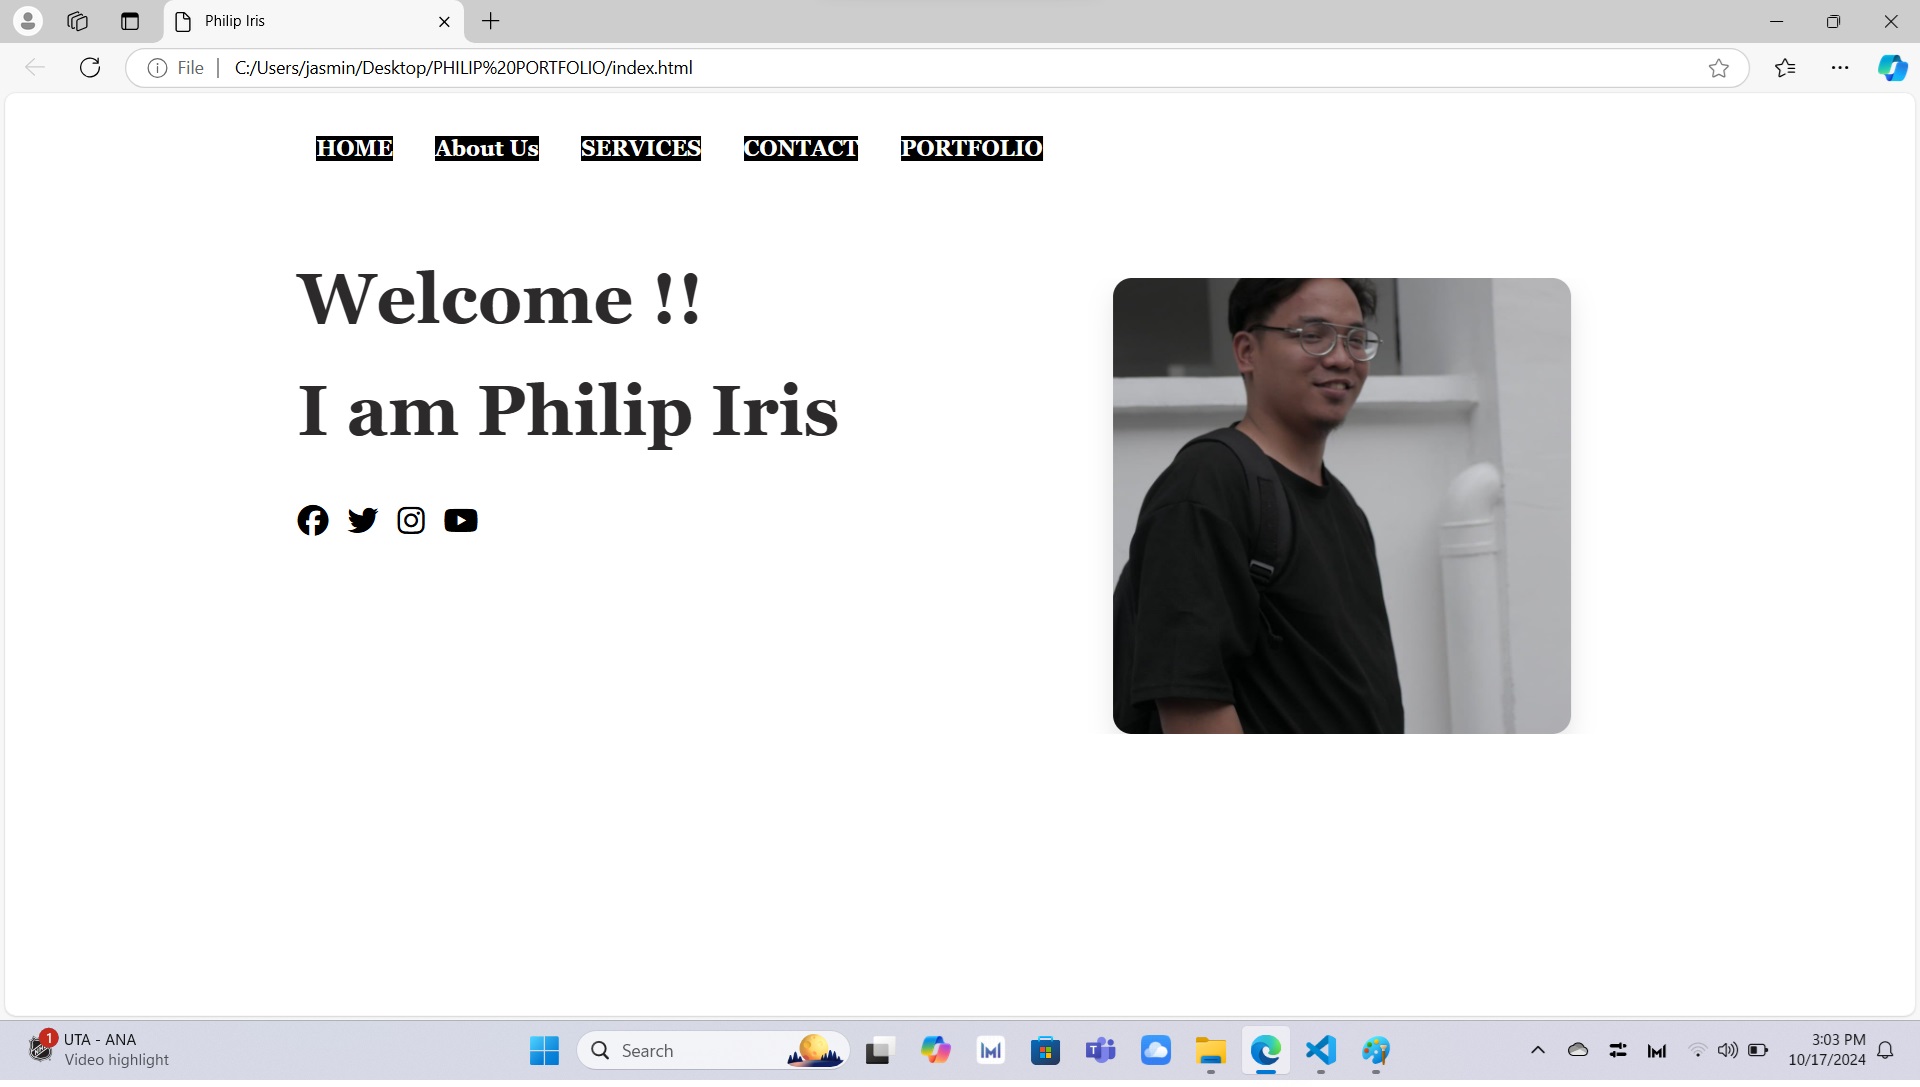 Philip Iris
File
C:/Users/jasmin/Desktop/PHILIP%20PORTFOLIO/index.html
HOME About Us SERVICES CONTACT PORTFOLIO
Welcome !!
I am Philip Iris
1
UTA - ANA
Video highlight
Search
3:03 PM
10/17/2024